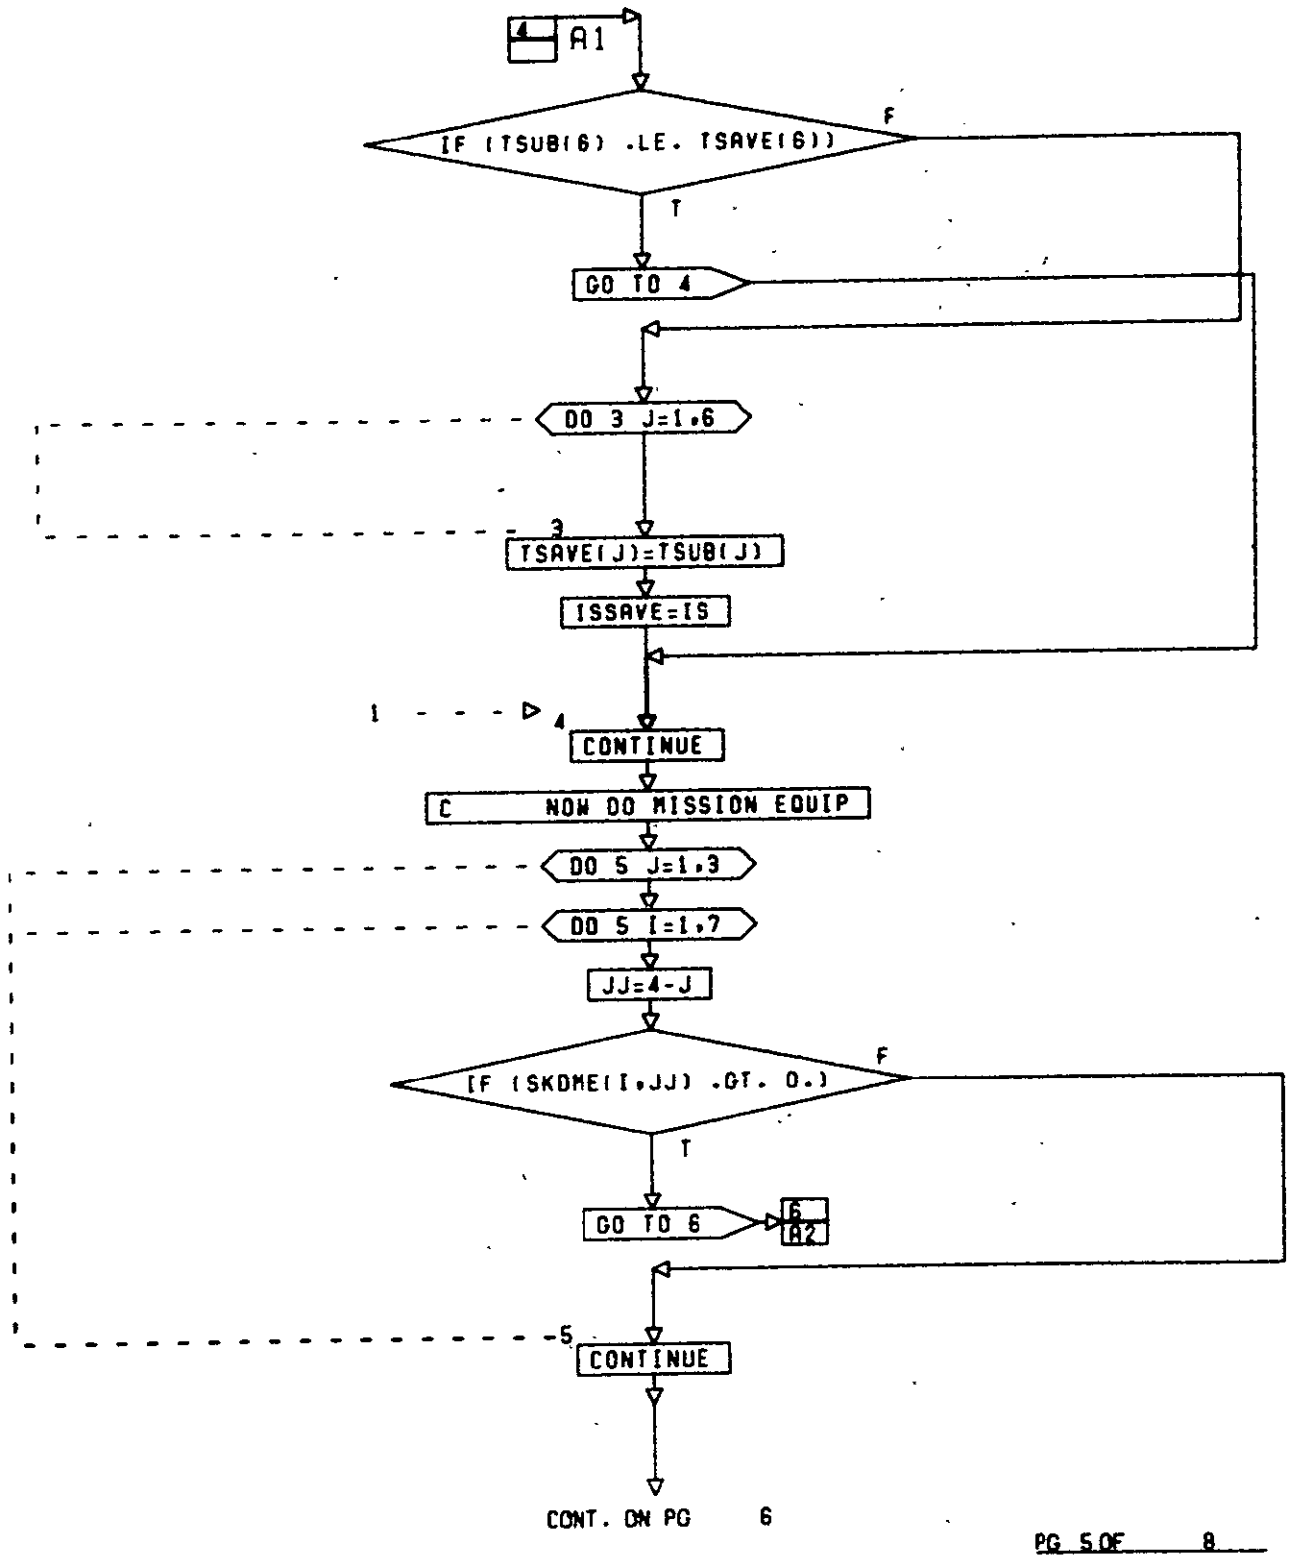 4
A1
IF (TSUB(6) .LE. TSAVE(6))
F
T
GO TO 4
DO 3 J=1,6
3
TSAVE(J)=TSUB(J)
ISSAVE=IS
1
4
CONTINUE
C NOW DO MISSION EQUIP
DO 5 J=1,3
DO 5 I=1,7
JJ=4-J
IF (SKDME(I,JJ) .GT. 0.)
F
T
GO TO 6
6
A2
5
CONTINUE
CONT. ON PG 6
PG 5 OF 8